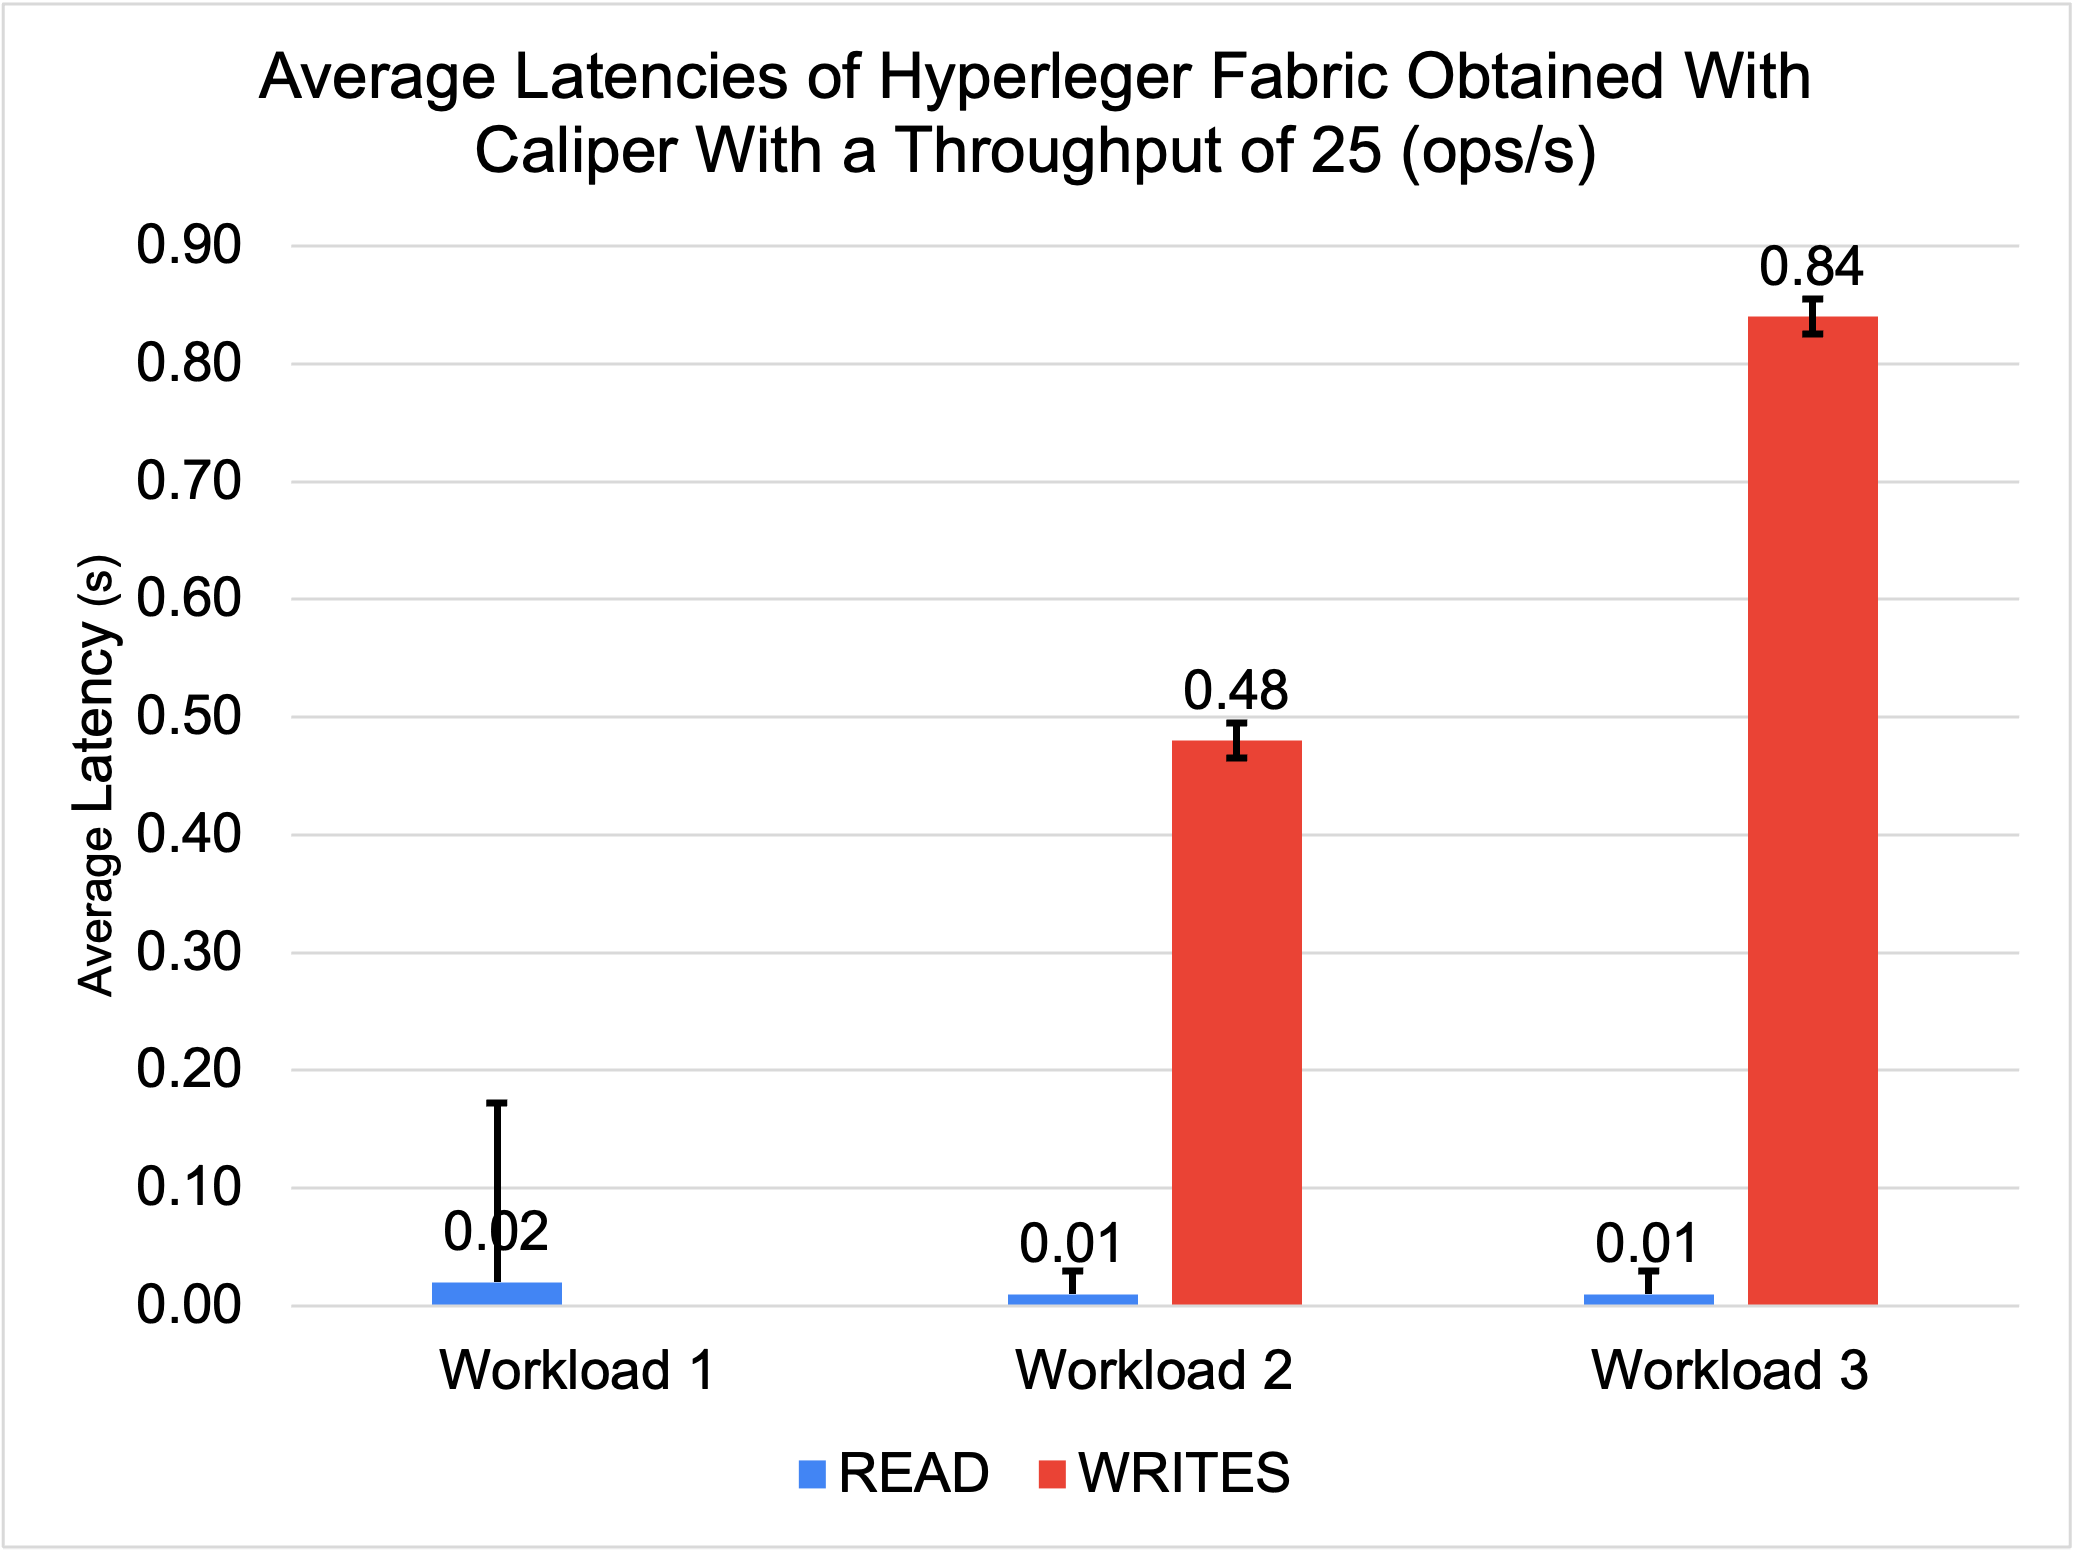 Average Latencies of Hyperleger Fabric Obtained With
Caliper With a Throughput of 25 (ops/s)
Average Latency (s)
0.90
0.80
0.70
0.60
0.50
0.40
0.30
0.20
0.10
0.00
0.02
0.01
0.48
0.01
0.84
Workload 1
Workload 2
Workload 3
READ
WRITES